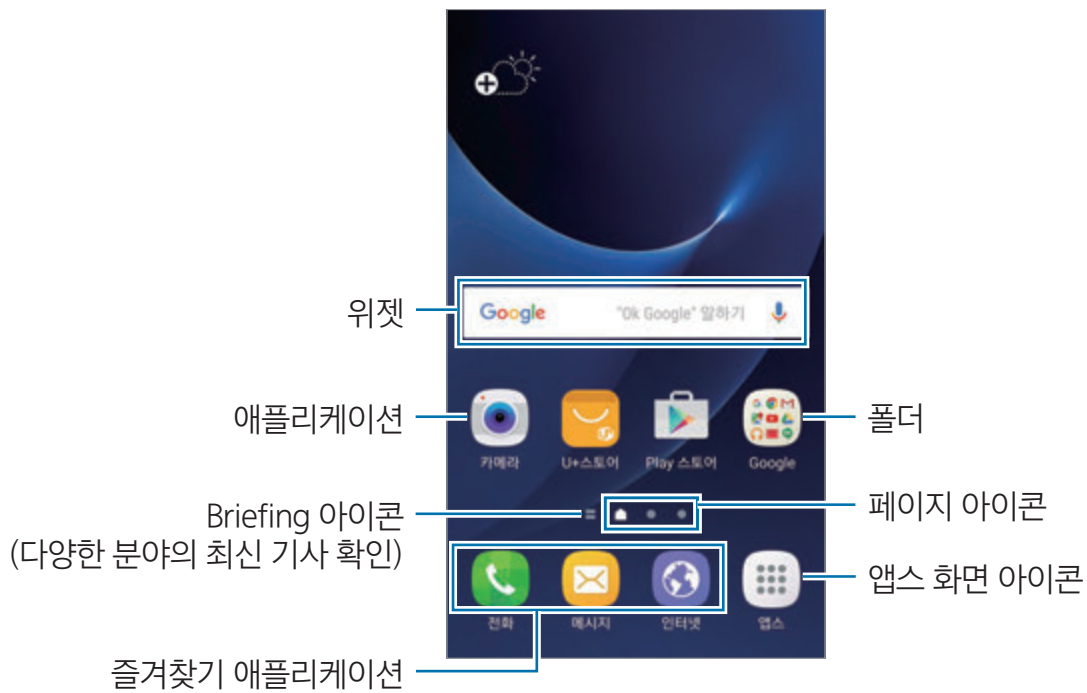 위젯
Google "Ok Google" 말하기
애플리케이션
카메라 U+스토어 Play 스토어 Google
폴더
Briefing 아이콘
(다양한 분야의 최신 기사 확인)
페이지 아이콘
전화 메시지 인터넷 앱스
앱스 화면 아이콘
즐겨찾기 애플리케이션